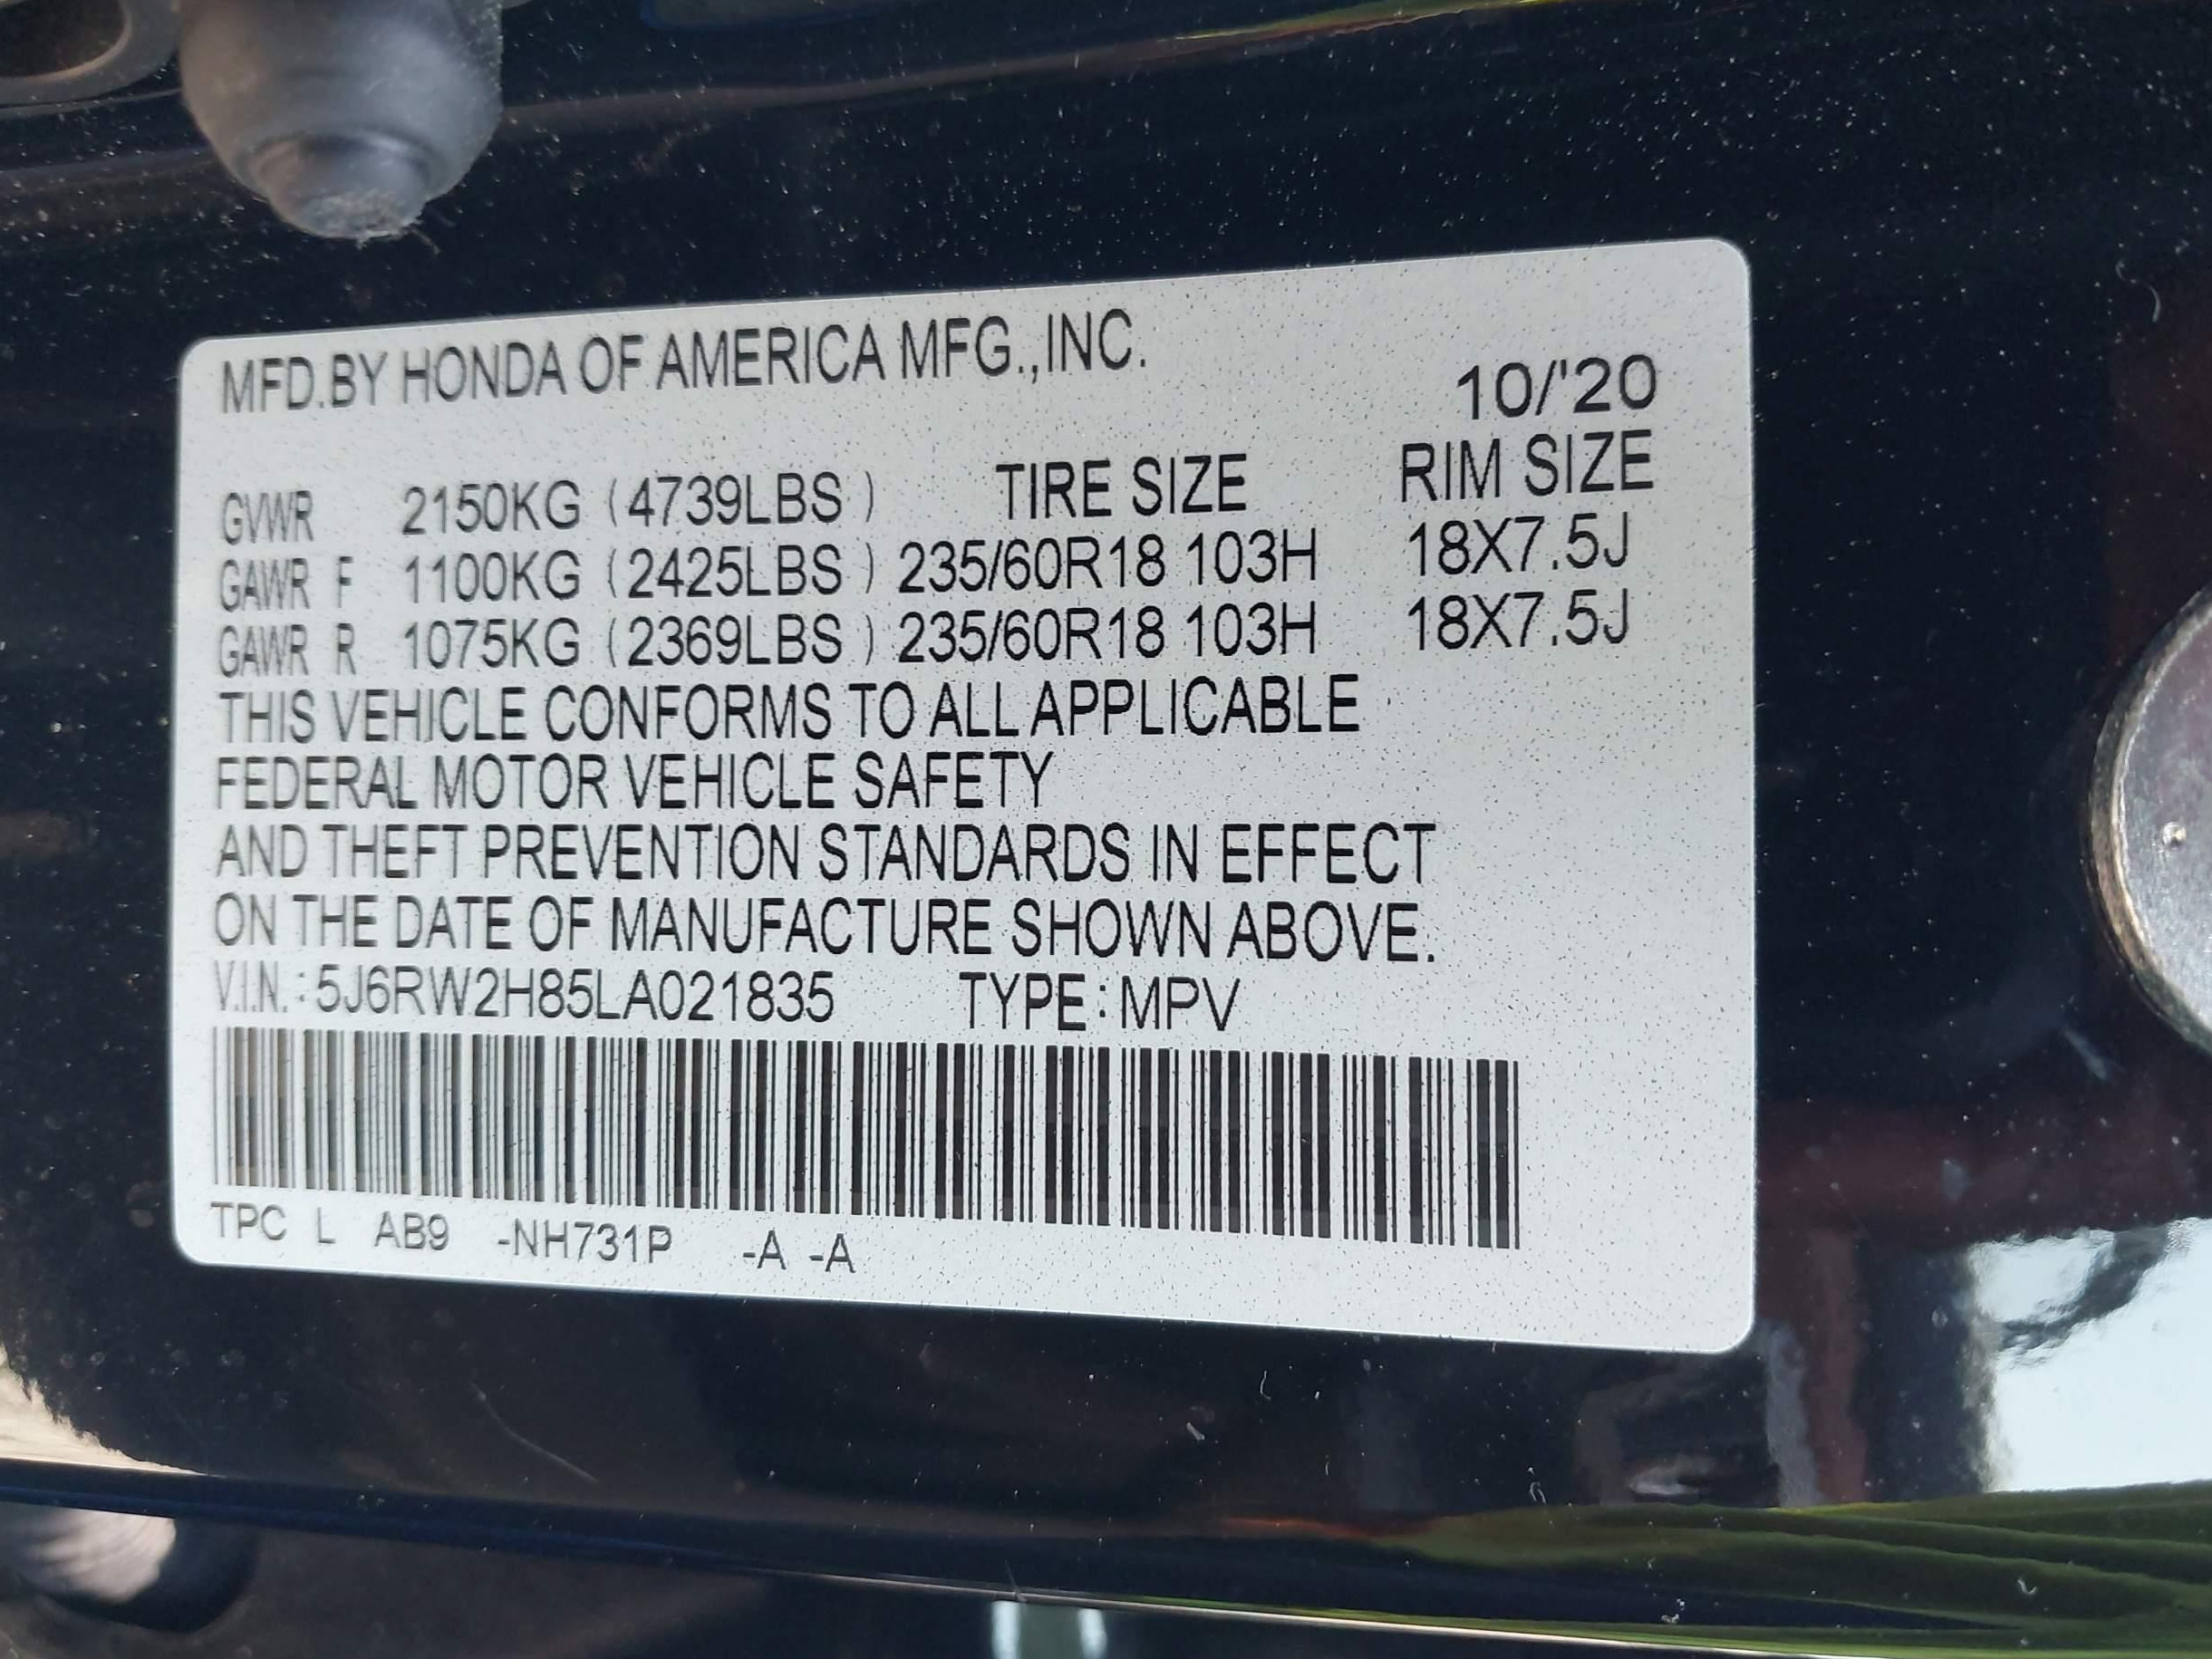 MFD.BY HONDA OF AMERICA MFG.,INC.
10/'20
GVWR 2150KG (4739LBS) TIRE SIZE RIM SIZE
GAWR F 1100KG (2425LBS) 235/60R18 103H 18X7.5J
GAWR R 1075KG (2369LBS) 235/60R18 103H 18X7.5J
THIS VEHICLE CONFORMS TO ALL APPLICABLE
FEDERAL MOTOR VEHICLE SAFETY
AND THEFT PREVENTION STANDARDS IN EFFECT
ON THE DATE OF MANUFACTURE SHOWN ABOVE.
V.I.N.:5J6RW2H85LA021835 TYPE:MPV
TPC L AB9 -NH731P -A -A